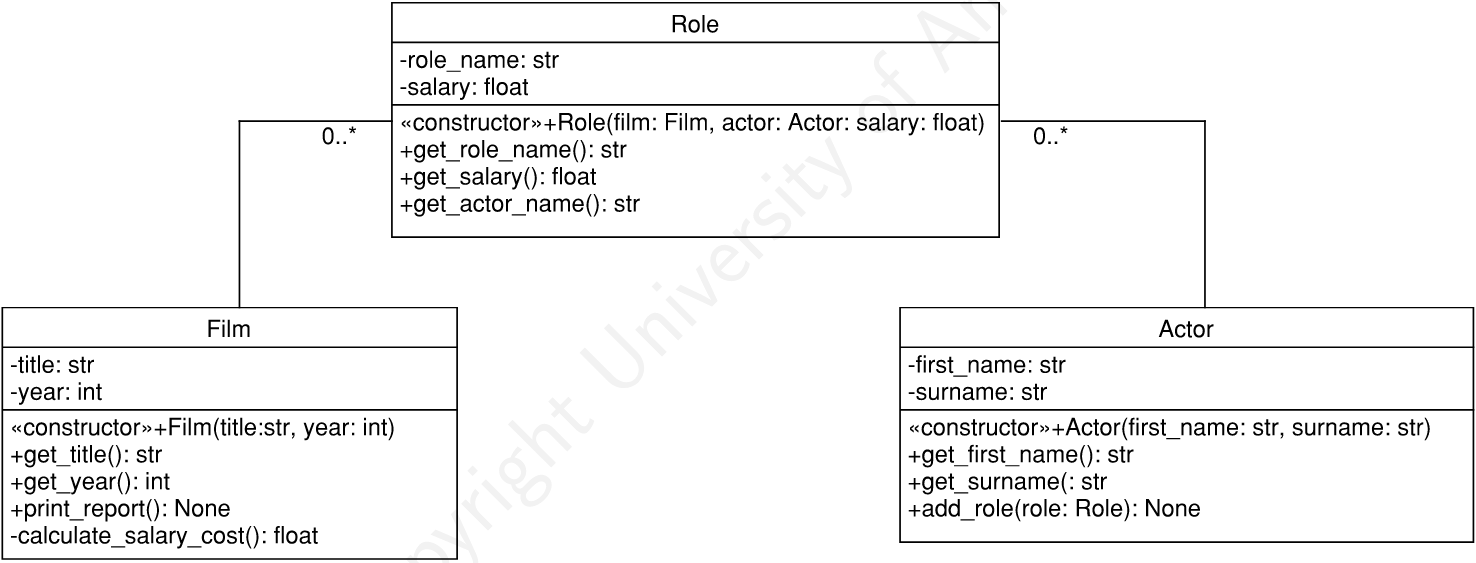 Role
-role_name: str
-salary: float
«constructor»+Role(film: Film, actor: Actor: salary: float)
+get_role_name(): str
+get_salary(): float
+get_actor_name(): str
0..*
0..*
Film
-title: str
-year: int
«constructor»+Film(title:str, year: int)
+get_title(): str
+get_year(): int
+print_report(): None
-calculate_salary_cost(): float
Actor
-first_name: str
-surname: str
«constructor»+Actor(first_name: str, surname: str)
+get_first_name(): str
+get_surname(: str
+add_role(role: Role): None
University of